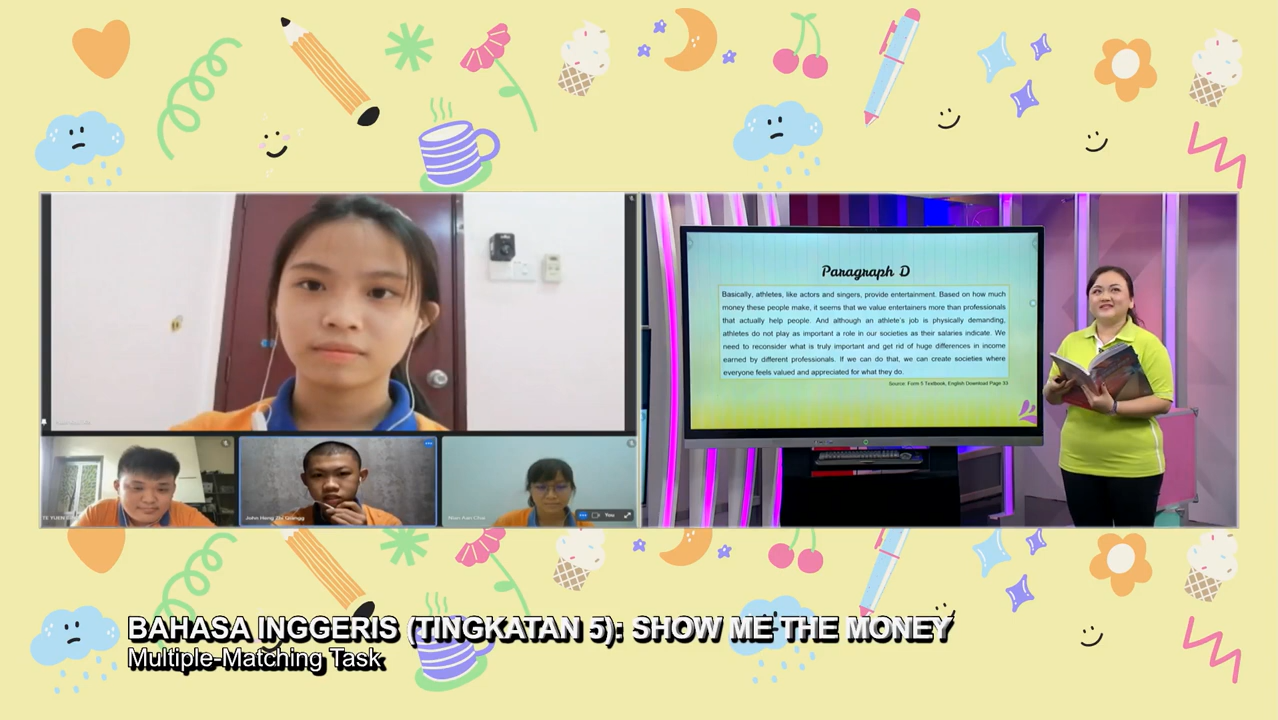 Paragraph D
Basically, athletes, like actors and singers, provide entertainment. Based on how much
money these people make, it seems that we value entertainers more than professionals
that actually help people. And although an athlete's job is physically demanding,
athletes do not play as important a role in our societies as their salaries indicate. We
need to reconsider what is truly important and get rid of huge differences in income
earned by different professionals. If we can do that, we can create societies where
everyone feels valued and appreciated for what they do.
Source: Form 5 Textbook, English Download Page 53
You
BAHASA INGGERIS (TINGKATAN 5): SHOW ME THE MONEY
Multiple-Matching Task